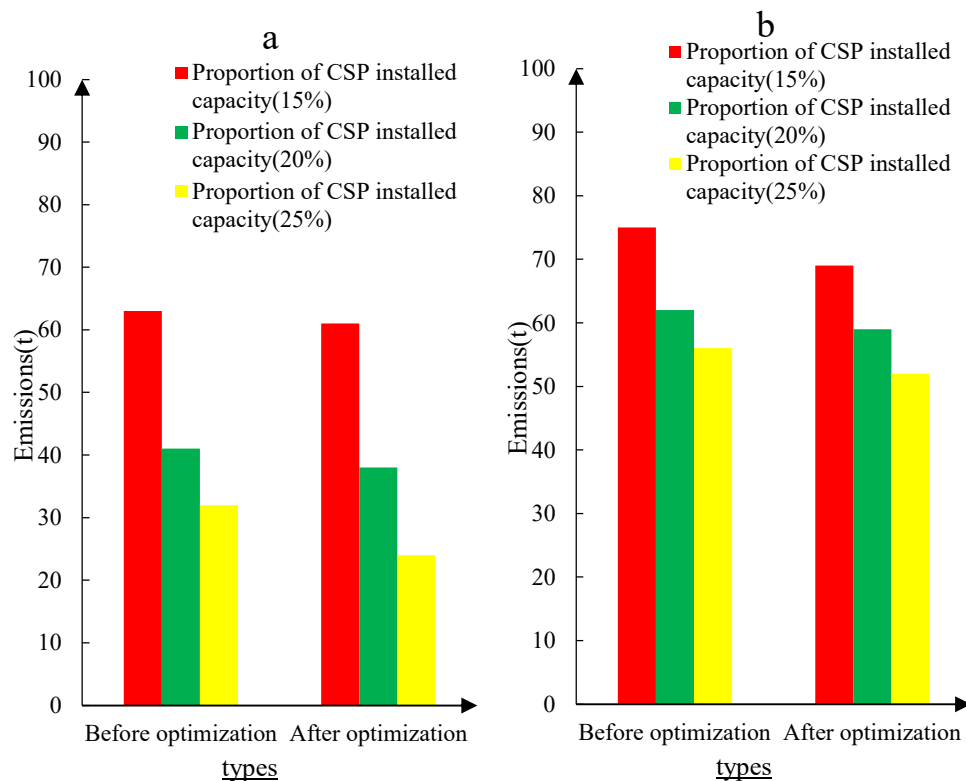 a
Proportion of CSP installed
capacity(15%)
Proportion of CSP installed
capacity(20%)
Proportion of CSP installed
capacity(25%)
100
90
80
70
60
50
40
30
20
10
0
Emissions(t)
Before optimization
After optimization
types
b
Proportion of CSP installed
capacity(15%)
Proportion of CSP installed
capacity(20%)
Proportion of CSP installed
capacity(25%)
100
90
80
70
60
50
40
30
20
10
0
Emissions(t)
Before optimization
After optimization
types